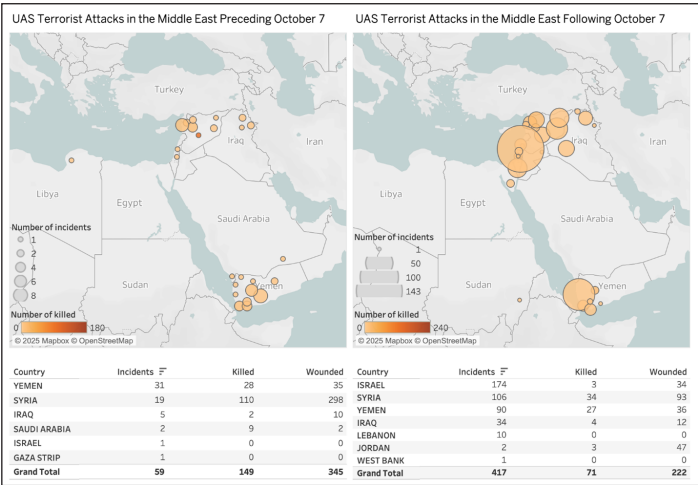 UAS Terrorist Attacks in the Middle East Preceding October 7
Turkey
Iraq
Iran
Libya
Egypt
Saudi Arabia
Sudan
Yemen
Number of incidents
1
2
4
6
8
Number of killed
0 180
© 2025 Mapbox © OpenStreetMap
Country Incidents Killed Wounded
YEMEN 31 28 35
SYRIA 19 110 298
IRAQ 5 2 10
SAUDI ARABIA 2 9 2
ISRAEL 1 0 0
GAZA STRIP 1 0 0
Grand Total 59 149 345
UAS Terrorist Attacks in the Middle East Following October 7
Turkey
Iraq
Iran
Libya
Egypt
Saudi Arabia
Sudan
Yemen
Number of incidents
1
50
100
143
Number of killed
0 240
© 2025 Mapbox © OpenStreetMap
Country Incidents Killed Wounded
ISRAEL 174 3 34
SYRIA 106 34 93
YEMEN 90 27 36
IRAQ 34 4 12
LEBANON 10 0 0
JORDAN 2 3 47
WEST BANK 1 0 0
Grand Total 417 71 222